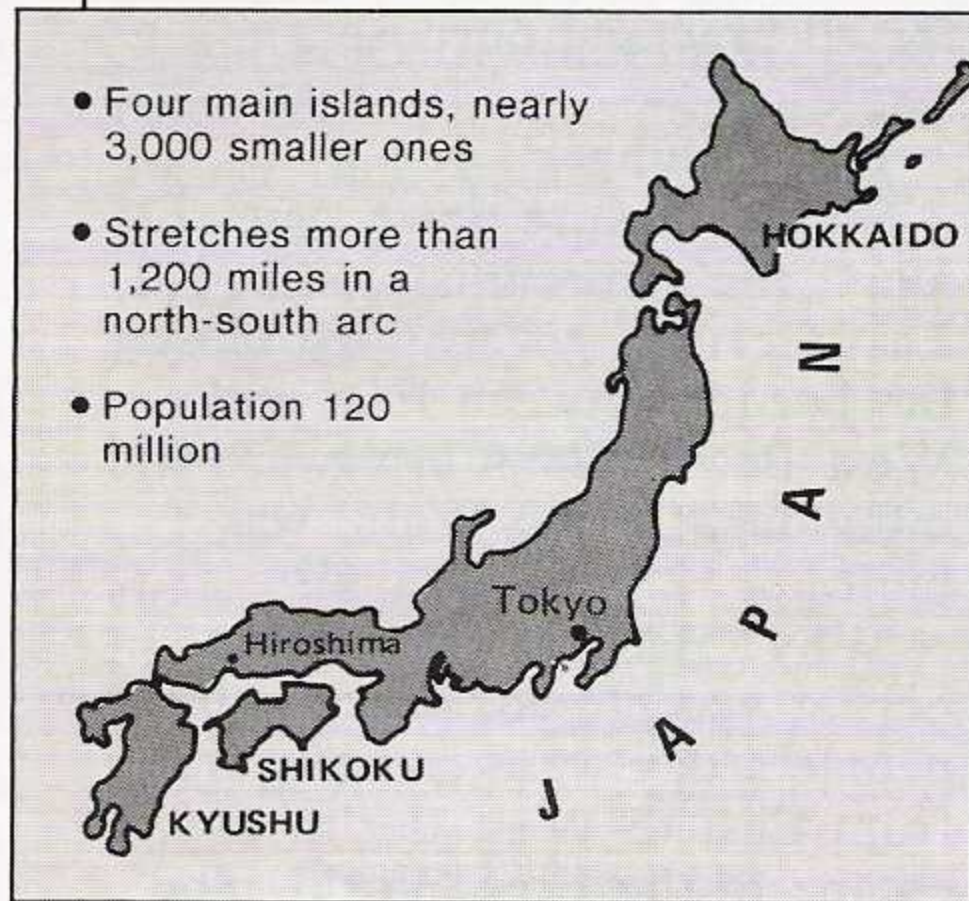 • Four main islands, nearly
3,000 smaller ones
• Stretches more than
1,200 miles in a
north-south arc
• Population 120
million
HOKKAIDO
Tokyo
Hiroshima
SHIKOKU
KYUSHU
JAPAN